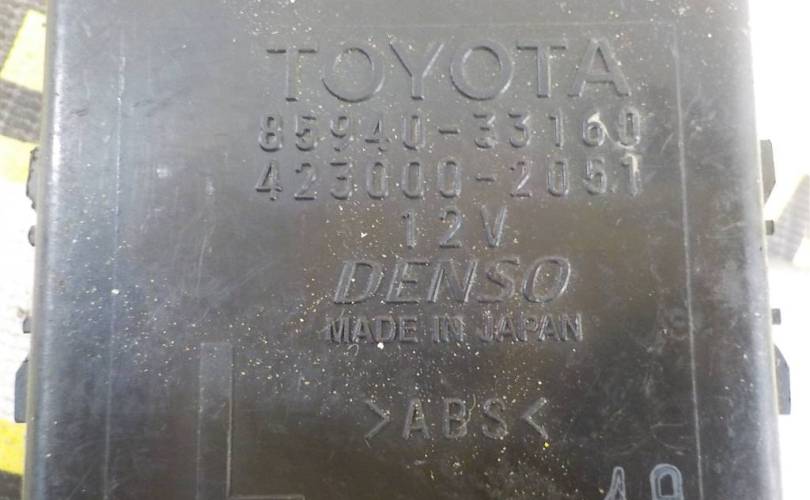 TOYOTA
85940-33160
423000-2051
12V
DENSO
MADE IN JAPAN
>ABS<